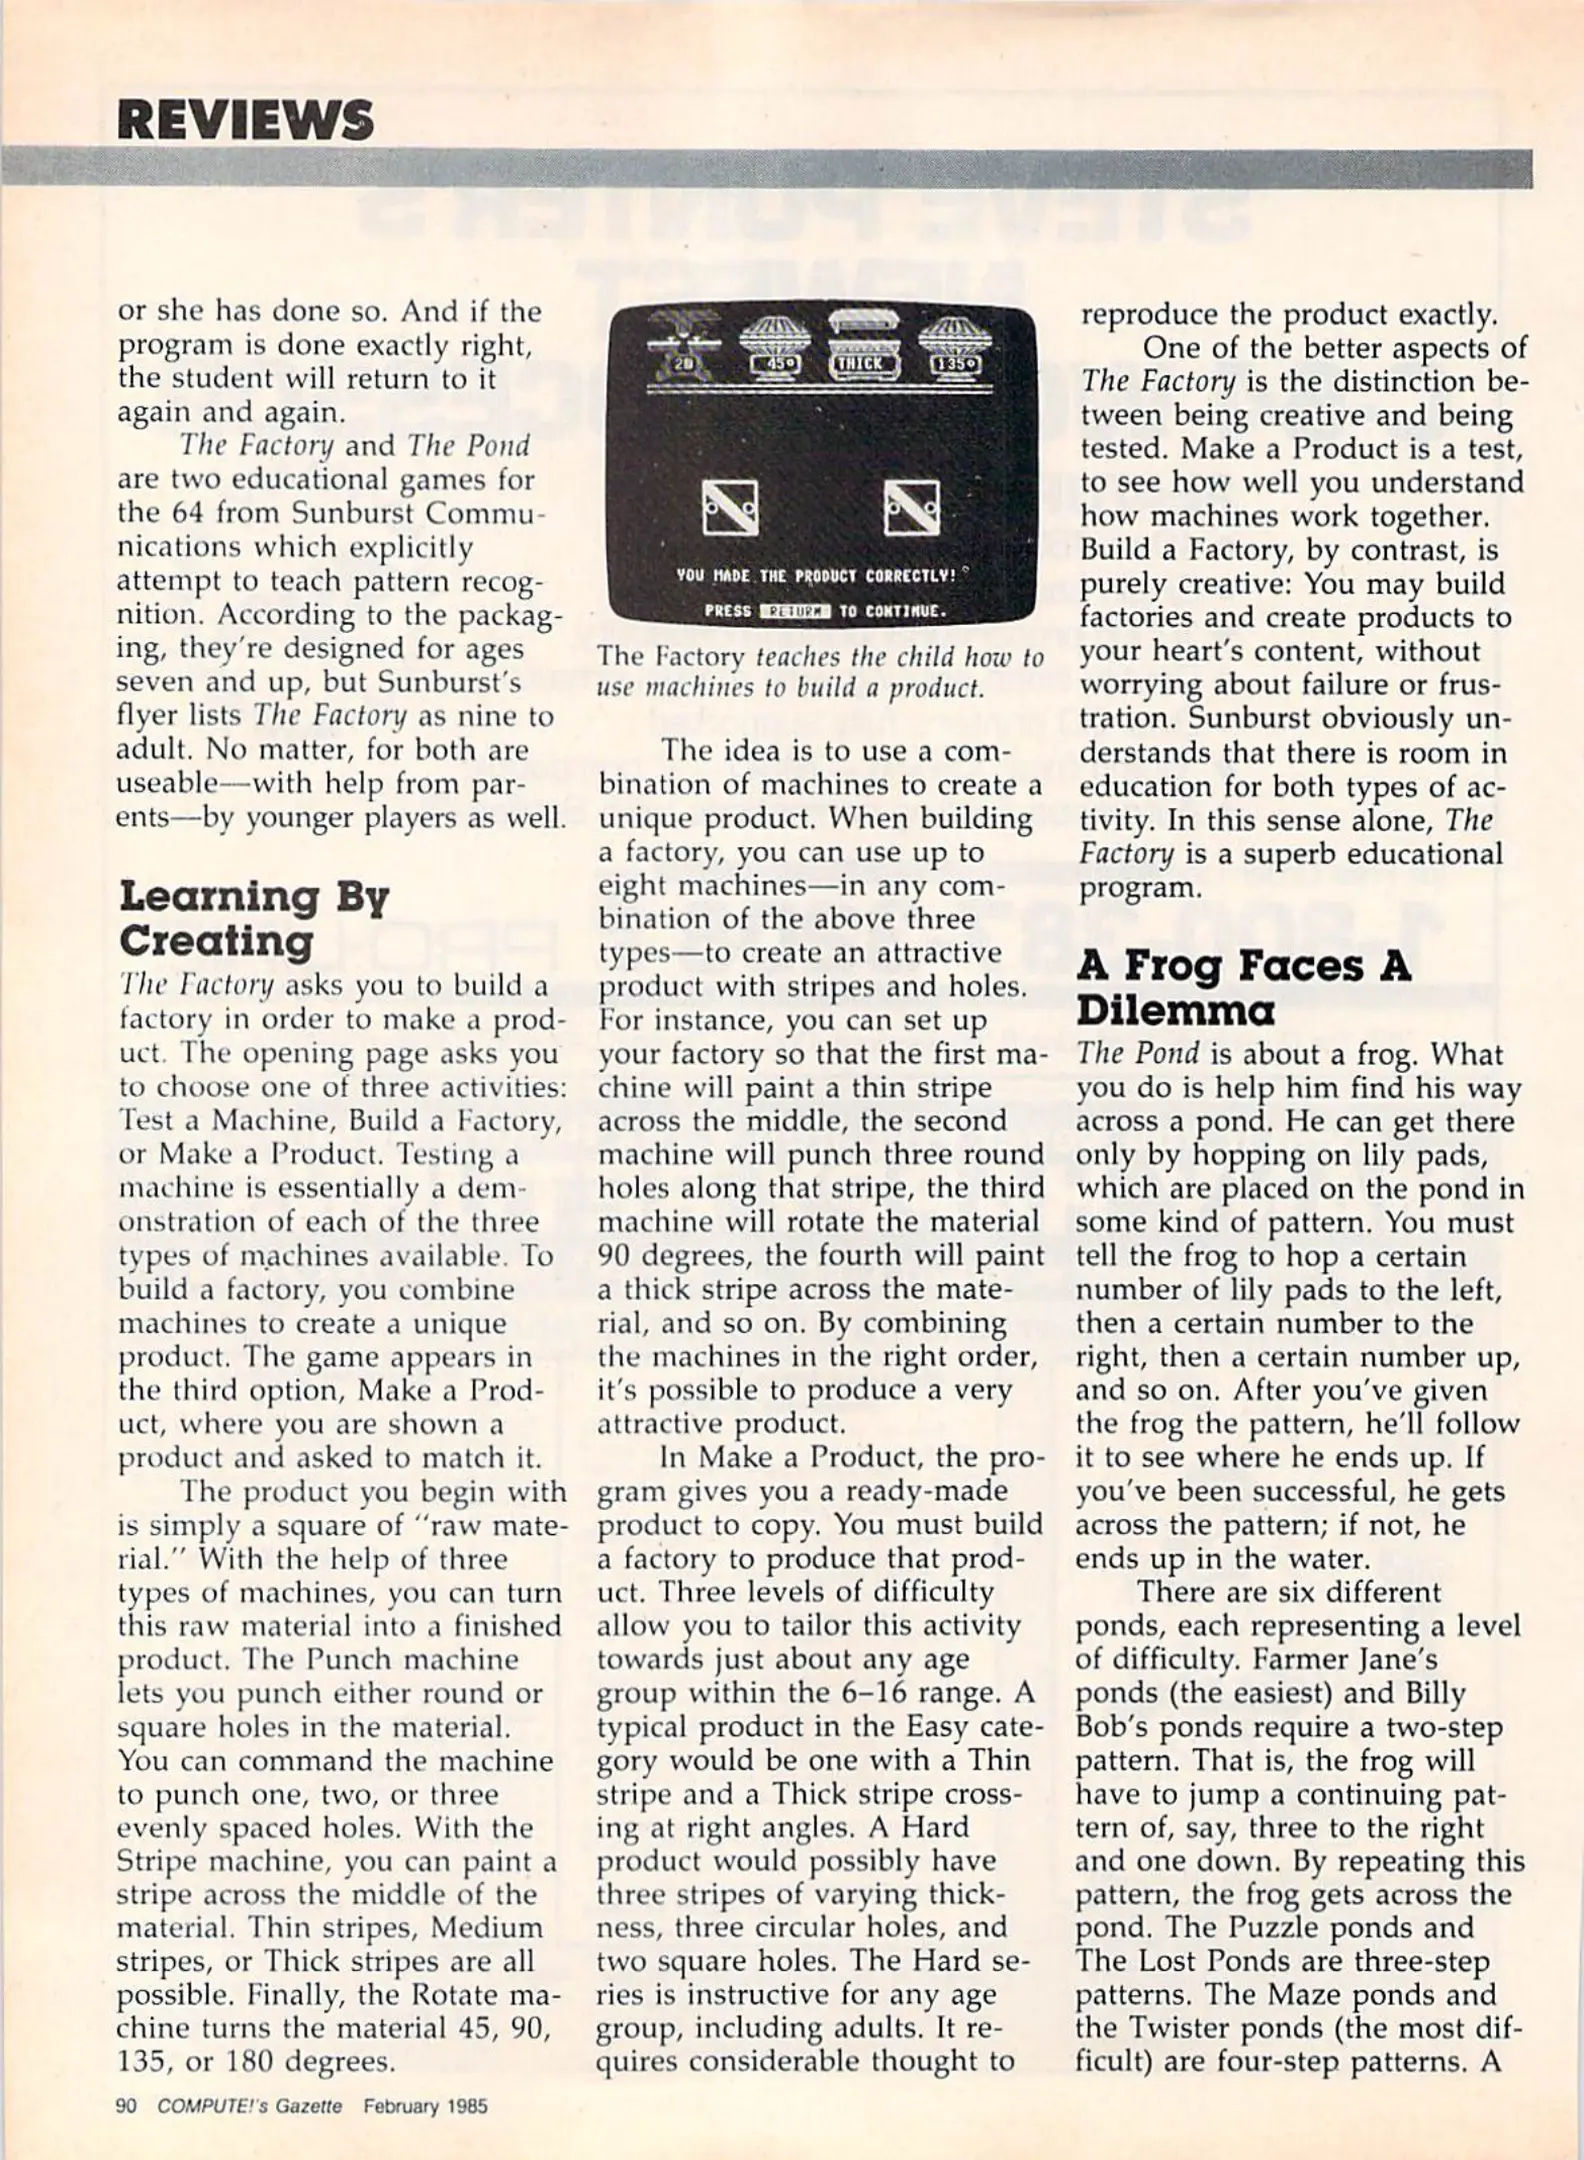 REVIEWS
or she has done so. And if the
program is done exactly right,
the student will return to it
again and again.
The Factory and The Pond
are two educational games for
the 64 from Sunburst Commu-
nications which explicitly
attempt to teach pattern recog-
nition. According to the packag-
ing, they're designed for ages
seven and up, but Sunburst's
flyer lists The Factory as nine to
adult. No matter, for both are
useable—with help from par-
ents—by younger players as well.
Learning By
Creating
The Factory asks you to build a
factory in order to make a prod-
uct. The opening page asks you
to choose one of three activities:
Test a Machine, Build a Factory,
or Make a Product. Testing a
machine is essentially a dem-
onstration of each of the three
types of machines available. To
build a factory, you combine
machines to create a unique
product. The game appears in
the third option, Make a Prod-
uct, where you are shown a
product and asked to match it.
The product you begin with
is simply a square of "raw mate-
rial." With the help of three
types of machines, you can turn
this raw material into a finished
product. The Punch machine
lets you punch either round or
square holes in the material.
You can command the machine
to punch one, two, or three
evenly spaced holes. With the
Stripe machine, you can paint a
stripe across the middle of the
material. Thin stripes, Medium
stripes, or Thick stripes are all
possible. Finally, the Rotate ma-
chine turns the material 45, 90,
135, or 180 degrees.
45° THICK 135°
YOU MADE THE PRODUCT CORRECTLY!
PRESS RETURN TO CONTINUE.
The Factory teaches the child how to
use machines to build a product.
The idea is to use a com-
bination of machines to create a
unique product. When building
a factory, you can use up to
eight machines—in any com-
bination of the above three
types—to create an attractive
product with stripes and holes.
For instance, you can set up
your factory so that the first ma-
chine will paint a thin stripe
across the middle, the second
machine will punch three round
holes along that stripe, the third
machine will rotate the material
90 degrees, the fourth will paint
a thick stripe across the mate-
rial, and so on. By combining
the machines in the right order,
it's possible to produce a very
attractive product.
In Make a Product, the pro-
gram gives you a ready-made
product to copy. You must build
a factory to produce that prod-
uct. Three levels of difficulty
allow you to tailor this activity
towards just about any age
group within the 6–16 range. A
typical product in the Easy cate-
gory would be one with a Thin
stripe and a Thick stripe cross-
ing at right angles. A Hard
product would possibly have
three stripes of varying thick-
ness, three circular holes, and
two square holes. The Hard se-
ries is instructive for any age
group, including adults. It re-
quires considerable thought to
reproduce the product exactly.
One of the better aspects of
The Factory is the distinction be-
tween being creative and being
tested. Make a Product is a test,
to see how well you understand
how machines work together.
Build a Factory, by contrast, is
purely creative: You may build
factories and create products to
your heart's content, without
worrying about failure or frus-
tration. Sunburst obviously un-
derstands that there is room in
education for both types of ac-
tivity. In this sense alone, The
Factory is a superb educational
program.
A Frog Faces A
Dilemma
The Pond is about a frog. What
you do is help him find his way
across a pond. He can get there
only by hopping on lily pads,
which are placed on the pond in
some kind of pattern. You must
tell the frog to hop a certain
number of lily pads to the left,
then a certain number to the
right, then a certain number up,
and so on. After you've given
the frog the pattern, he'll follow
it to see where he ends up. If
you've been successful, he gets
across the pattern; if not, he
ends up in the water.
There are six different
ponds, each representing a level
of difficulty. Farmer Jane's
ponds (the easiest) and Billy
Bob's ponds require a two-step
pattern. That is, the frog will
have to jump a continuing pat-
tern of, say, three to the right
and one down. By repeating this
pattern, the frog gets across the
pond. The Puzzle ponds and
The Lost Ponds are three-step
patterns. The Maze ponds and
the Twister ponds (the most dif-
ficult) are four-step patterns. A
90 COMPUTE!'s Gazette February 1985